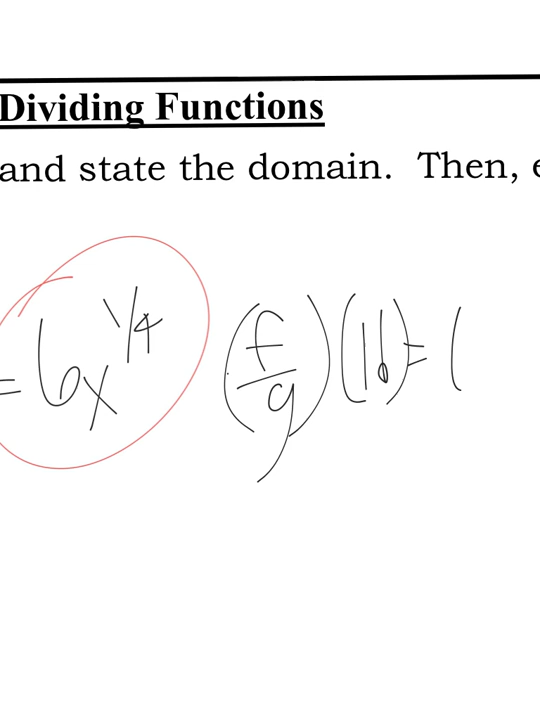 Dividing Functions
and state the domain. Then, e
= 6x^1/4 (f/g)(16) = (